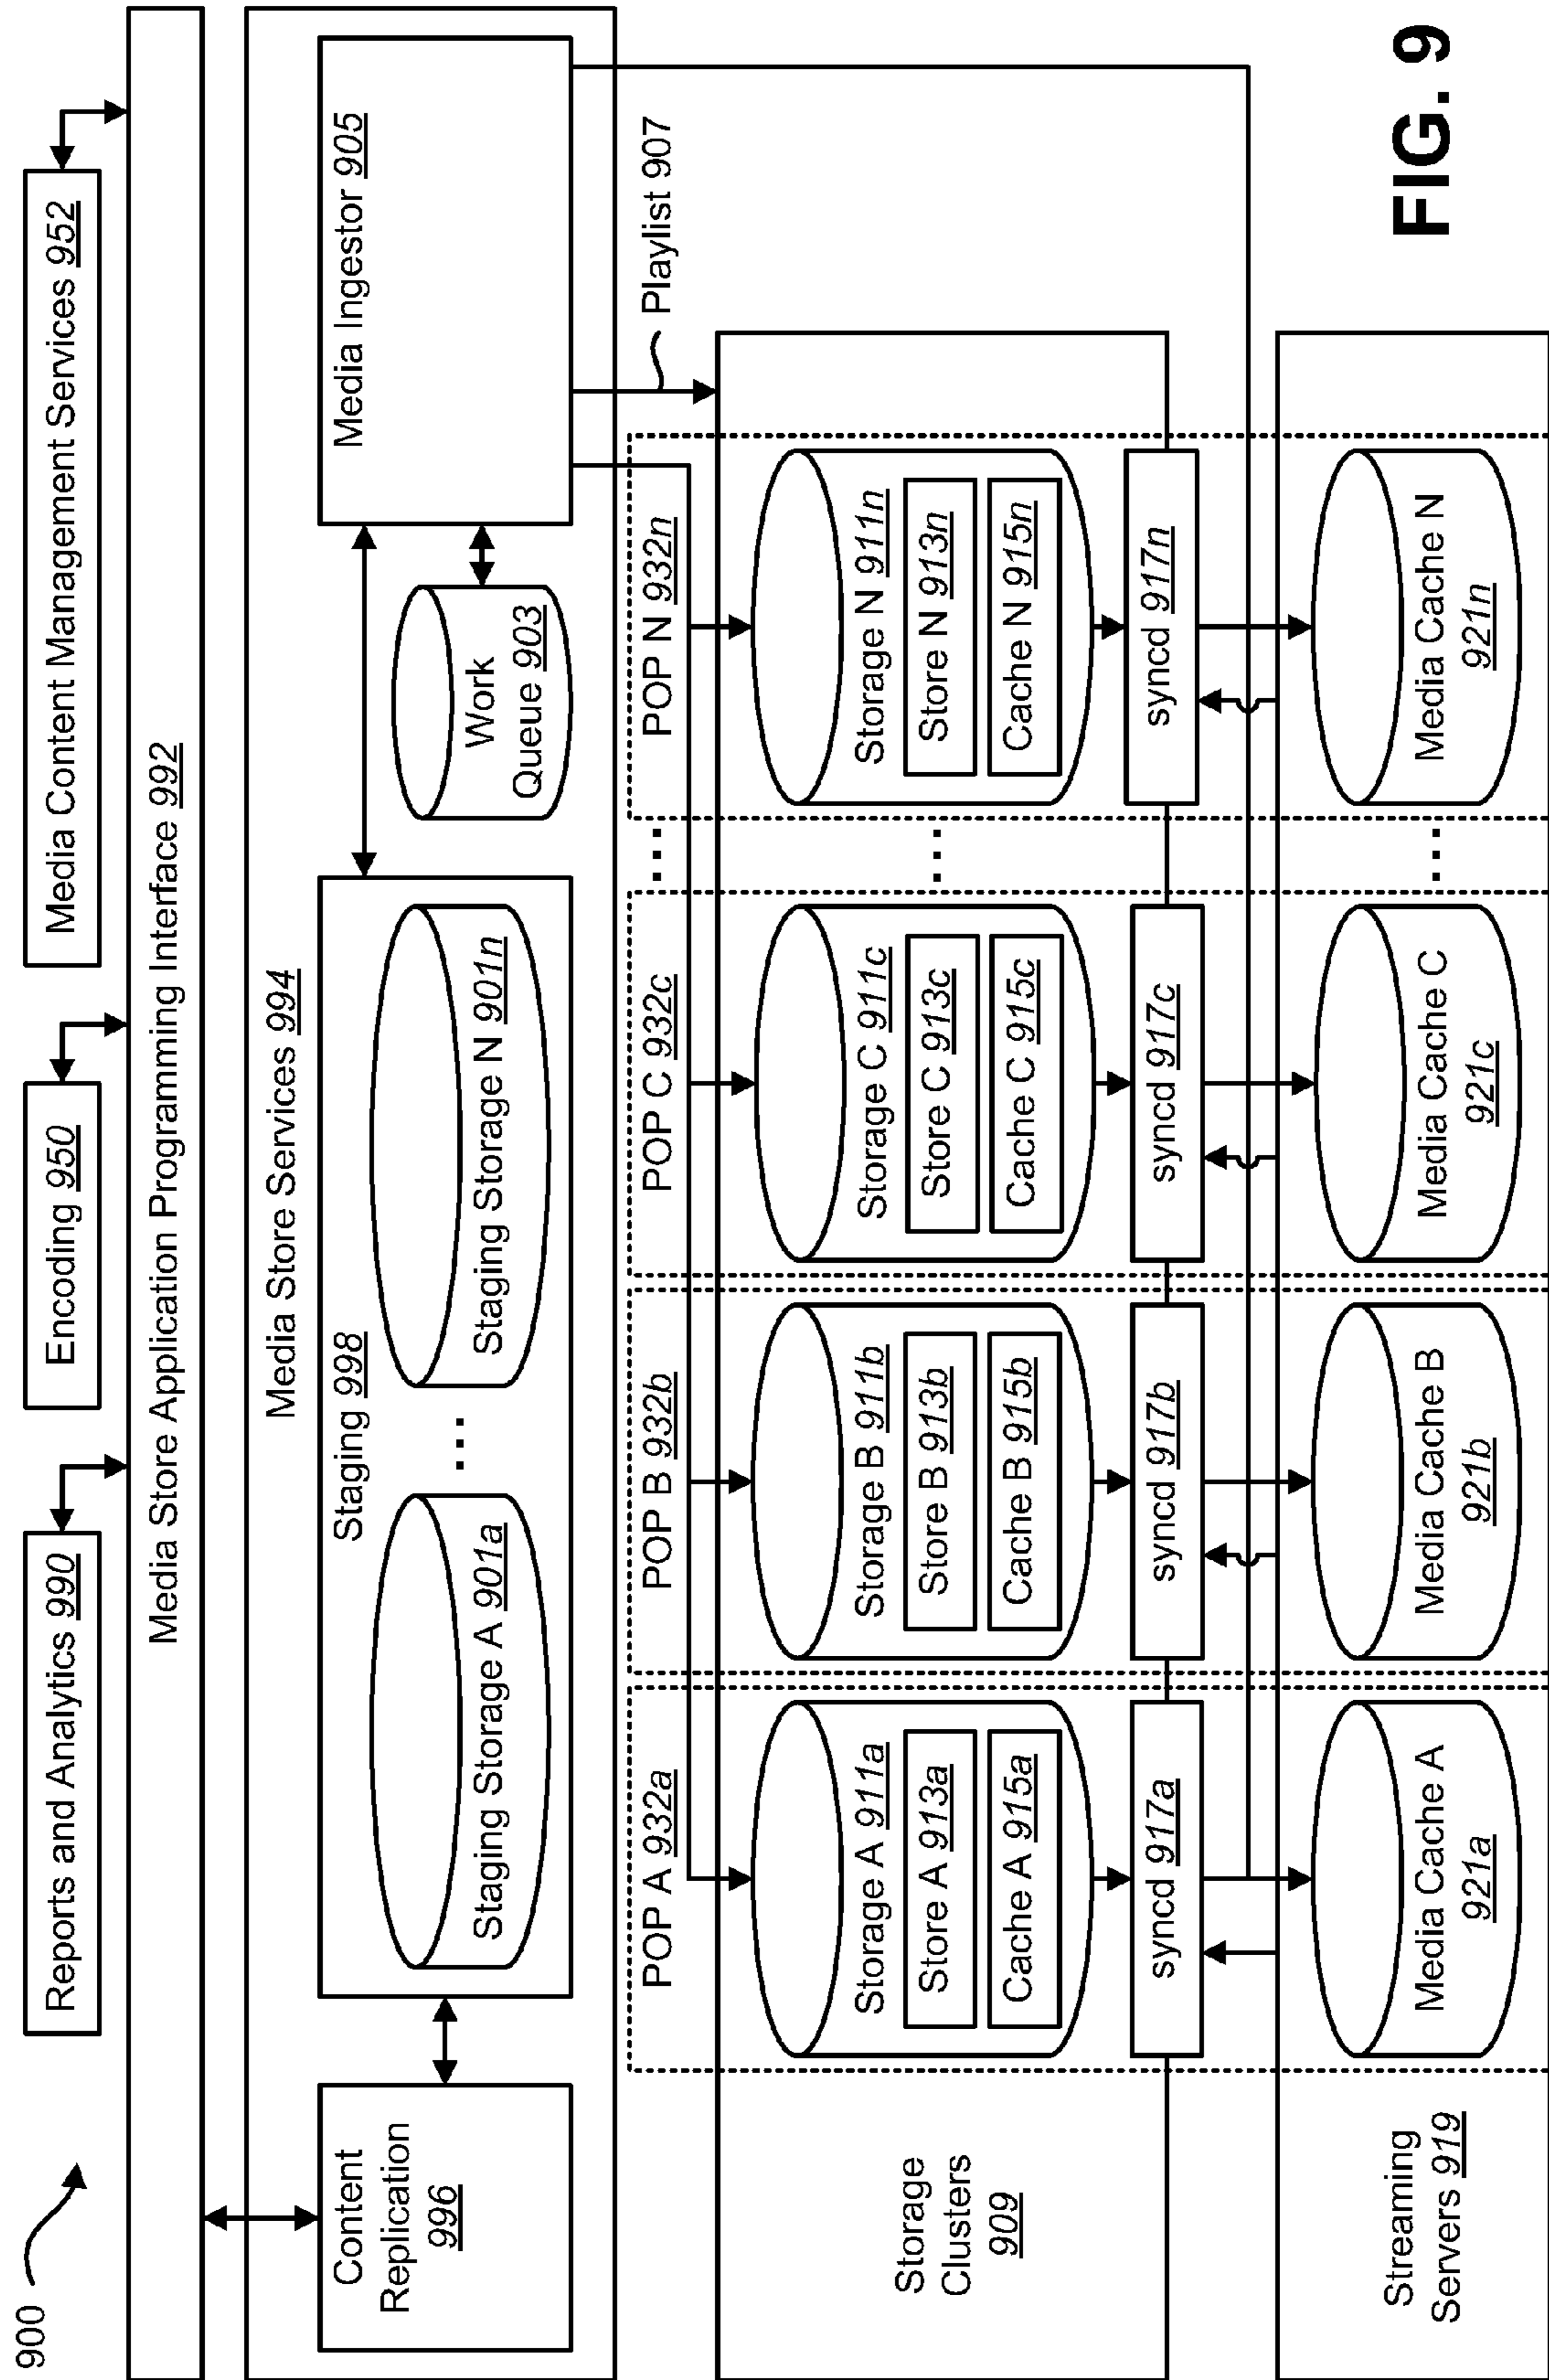 900
Reports and Analytics 990
Encoding 950
Media Content Management Services 952
Media Store Application Programming Interface 992
Media Store Services 994
Content
Replication
996
Staging 998
Staging Storage A 901a
...
Staging Storage N 901n
Work
Queue 903
Media Ingestor 905
Playlist 907
POP A 932a
POP B 932b
POP C 932c
...
POP N 932n
Storage
Clusters
909
Storage A 911a
Store A 913a
Cache A 915a
Storage B 911b
Store B 913b
Cache B 915b
Storage C 911c
Store C 913c
Cache C 915c
...
Storage N 911n
Store N 913n
Cache N 915n
syncd 917a
syncd 917b
syncd 917c
syncd 917n
Streaming
Servers 919
Media Cache A
921a
Media Cache B
921b
Media Cache C
921c
...
Media Cache N
921n
FIG. 9